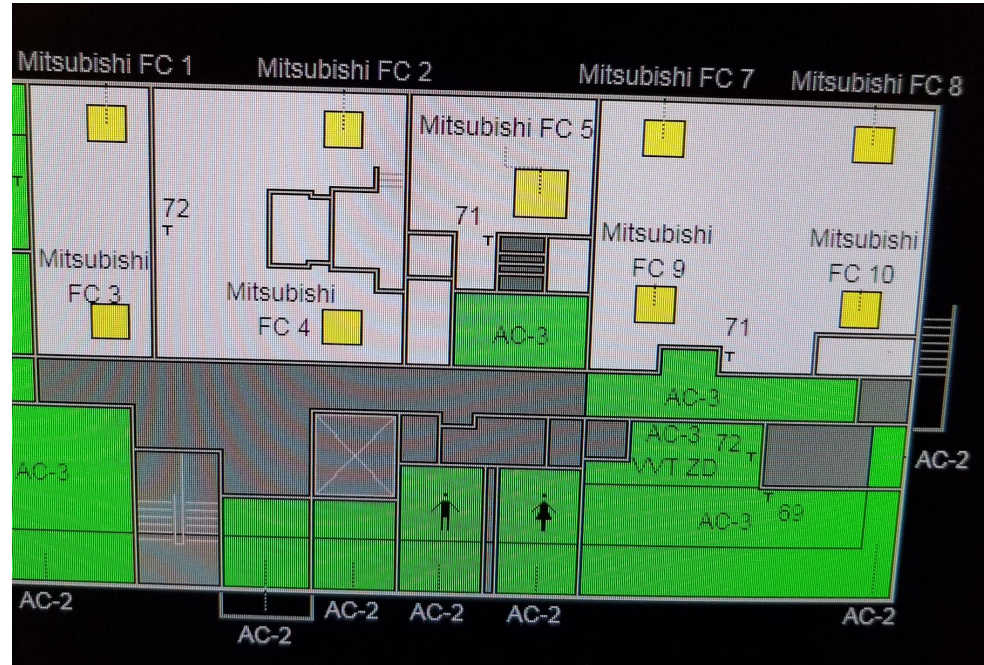 Mitsubishi FC 1
Mitsubishi FC 2
Mitsubishi FC 7
Mitsubishi FC 8
Mitsubishi FC 5
T
72
T
71
T
Mitsubishi
FC 3
Mitsubishi
FC 4
Mitsubishi
FC 9
Mitsubishi
FC 10
71
T
AC-3
AC-3
AC-3
AC-3 72
T
VVT ZD
AC-2
T
AC-3 69
AC-2
AC-2
AC-2
AC-2
AC-2
AC-2